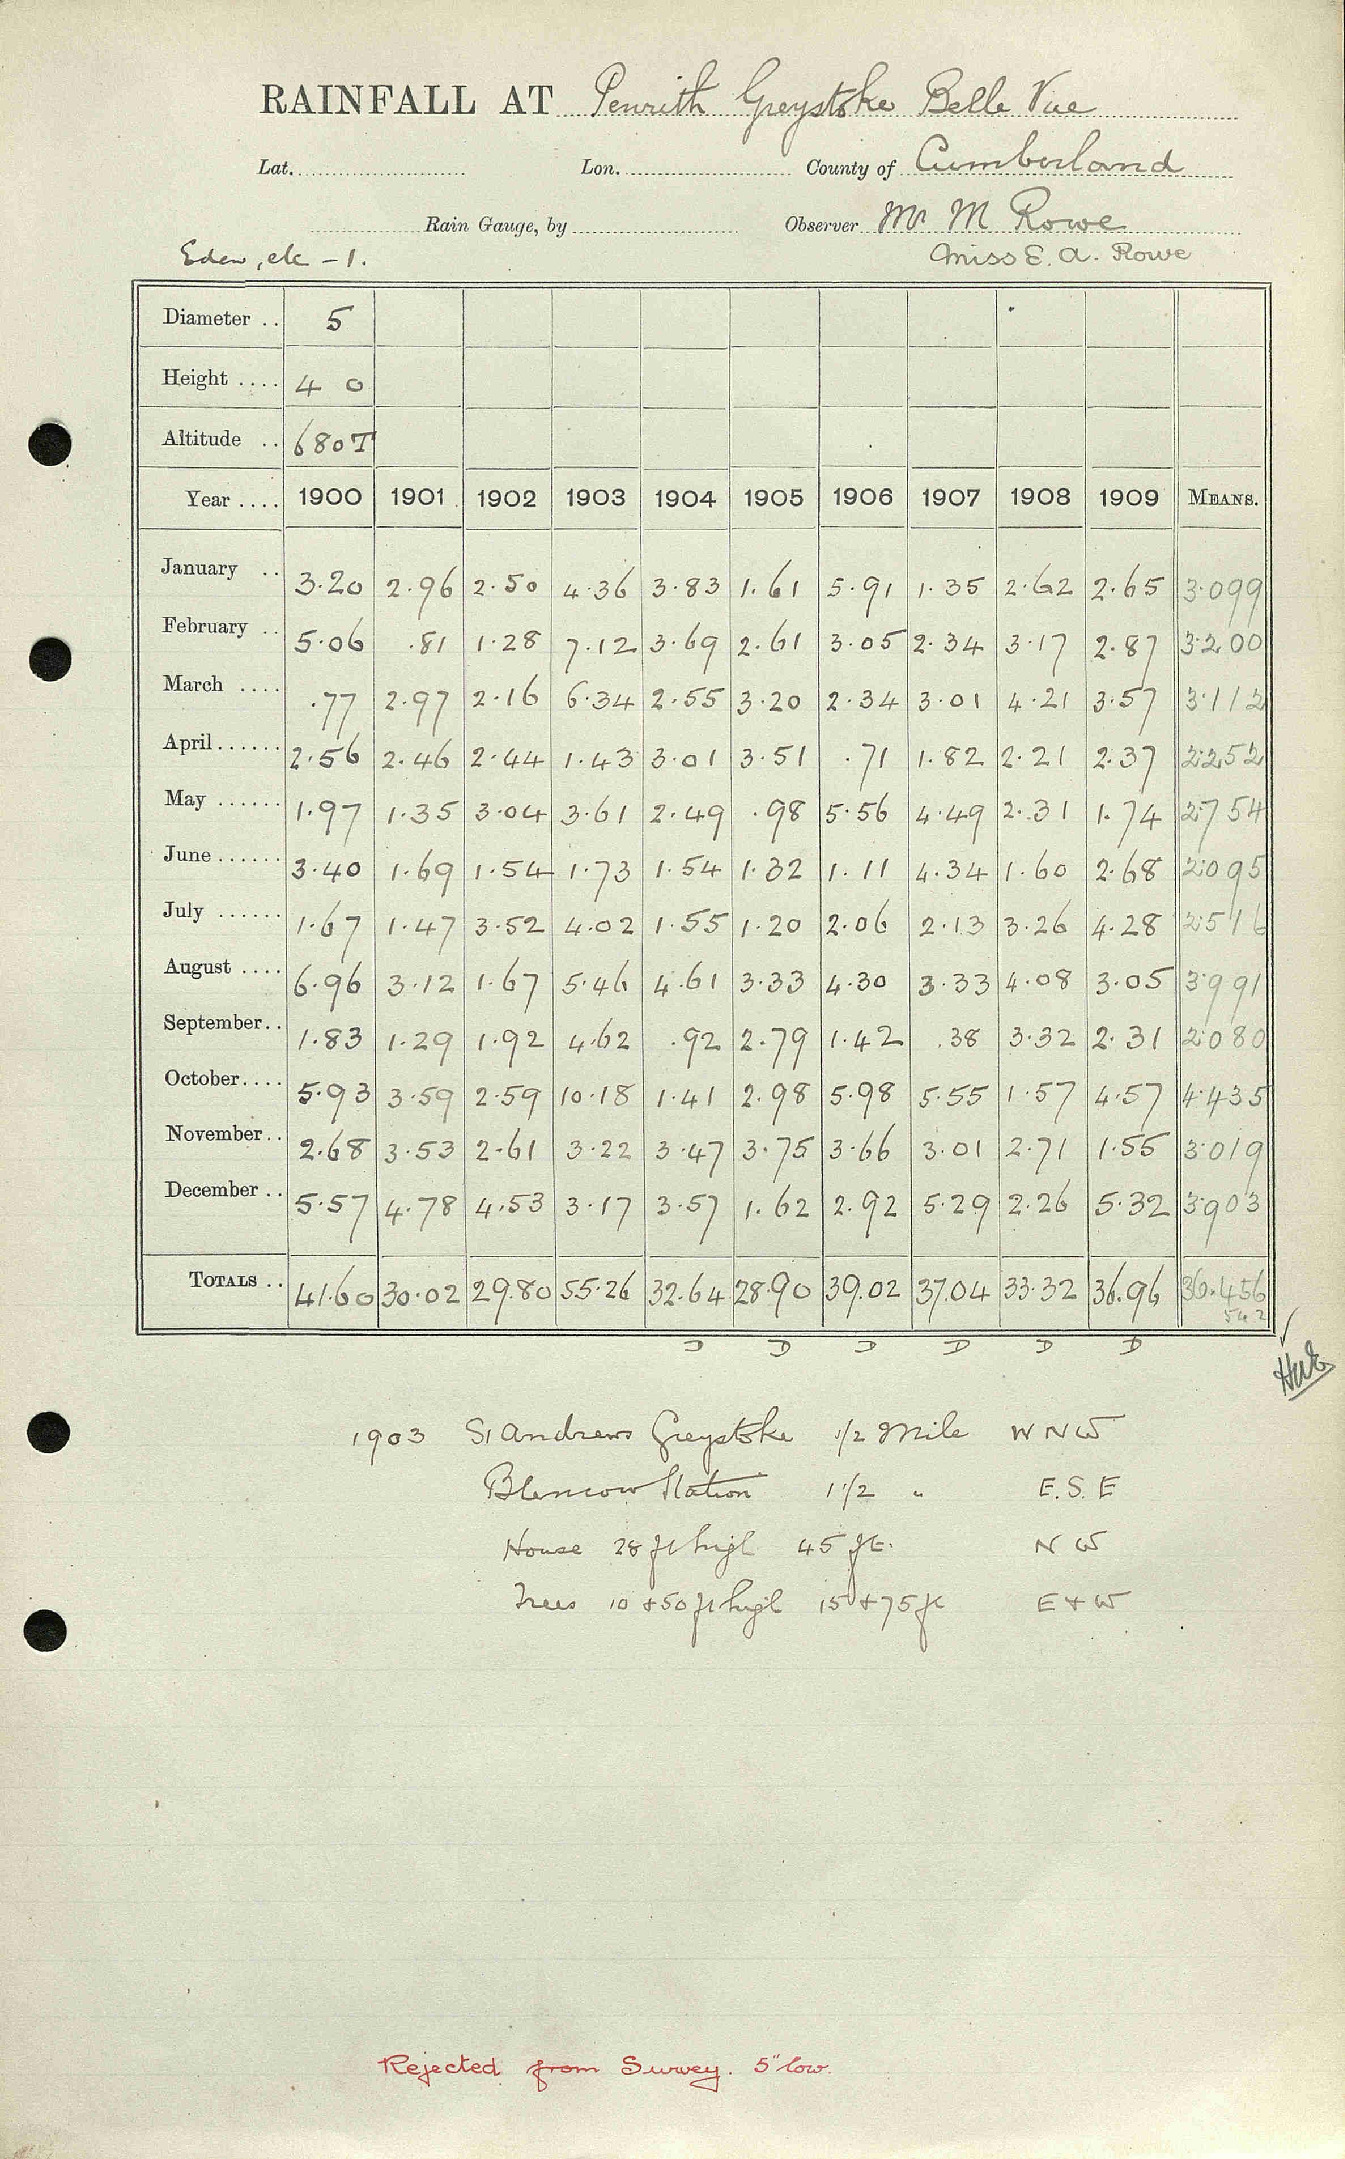 RAINFALL AT Penrith Greystoke Belle Vue
Lat. Lon. County of Cumberland
Rain Gauge, by Observer Mr M Rowe
Eden, etc - 1. Miss E. A. Rowe
Diameter .. 5
Height .... 4 0
Altitude .. 680T
Year .... 1900 1901 1902 1903 1904 1905 1906 1907 1908 1909 MEANS.
January .. 3.20 2.96 2.50 4.36 3.83 1.61 5.91 1.35 2.62 2.65 3.099
February .. 5.06 .81 1.28 7.12 3.69 2.61 3.05 2.34 3.17 2.87 3.200
March .... .77 2.97 2.16 6.34 2.55 3.20 2.34 3.01 4.21 3.57 3.112
April...... 2.56 2.46 2.44 1.43 3.01 3.51 .71 1.82 2.21 2.37 2.252
May ...... 1.97 1.35 3.04 3.61 2.49 .98 5.56 4.49 2.31 1.74 2.754
June...... 3.40 1.69 1.54 1.73 1.54 1.32 1.11 4.34 1.60 2.68 2.095
July ...... 1.67 1.47 3.52 4.02 1.55 1.20 2.06 2.13 3.26 4.28 2.516
August .... 6.96 3.12 1.67 5.46 4.61 3.33 4.30 3.33 4.08 3.05 3.991
September.. 1.83 1.29 1.92 4.62 .92 2.79 1.42 .38 3.32 2.31 2.080
October.... 5.93 3.59 2.59 10.18 1.41 2.98 5.98 5.55 1.57 4.57 4.435
November.. 2.68 3.53 2.61 3.22 3.47 3.75 3.66 3.01 2.71 1.55 3.019
December .. 5.57 4.78 4.53 3.17 3.57 1.62 2.92 5.29 2.26 5.32 3.903
TOTALS .. 41.60 30.02 29.80 55.26 32.64 28.90 39.02 37.04 33.32 36.96 36.456
542
D D D D D D
1903 St Andrews Greystoke 1/2 Mile W N W
Blencow Station 1 1/2 " E. S. E
House 28 ft high 45 ft. N W
Trees 10 + 50 ft high 15 + 75 ft E + W
Rejected from Survey. 5" low.